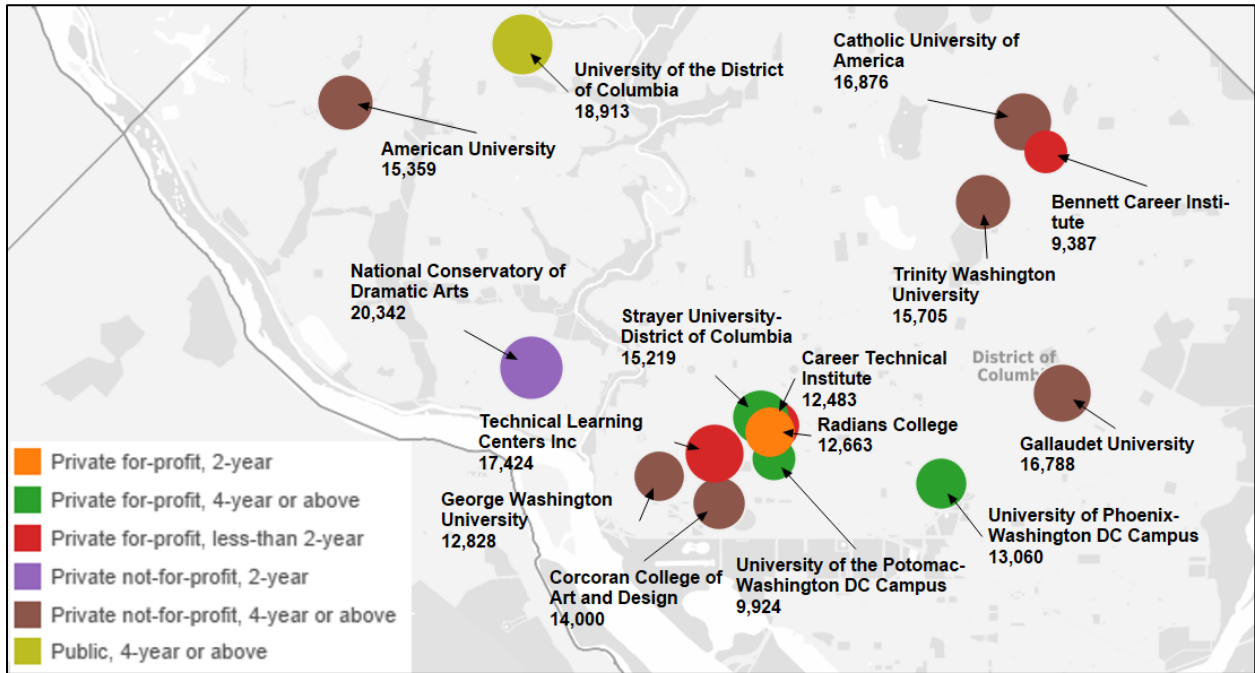 Catholic University of
America
16,876
University of the District
of Columbia
18,913
American University
15,359
Bennett Career Insti-
tute
9,387
Trinity Washington
University
15,705
National Conservatory of
Dramatic Arts
20,342
Strayer University-
District of Columbia
15,219
Career Technical
Institute
12,483
District of
Columbi
Radians College
12,663
Technical Learning
Centers Inc
17,424
Gallaudet University
16,788
George Washington
University
12,828
University of Phoenix-
Washington DC Campus
13,060
Corcoran College of
Art and Design
14,000
University of the Potomac-
Washington DC Campus
9,924
Private for-profit, 2-year
Private for-profit, 4-year or above
Private for-profit, less-than 2-year
Private not-for-profit, 2-year
Private not-for-profit, 4-year or above
Public, 4-year or above